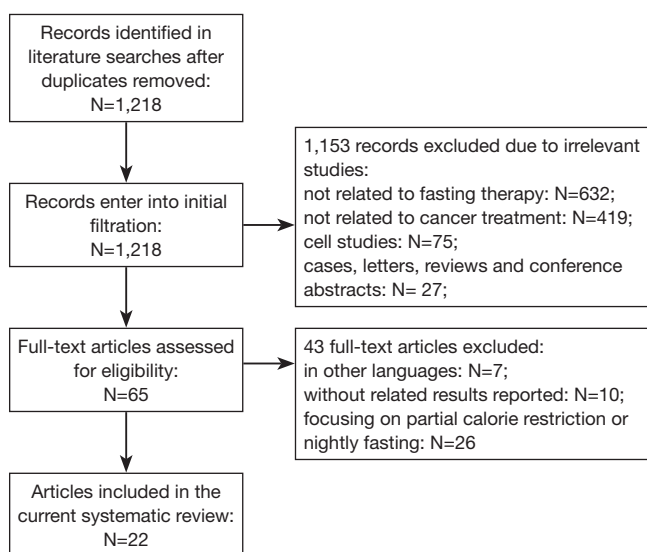 Records identified in
literature searches after
duplicates removed:
N=1,218
1,153 records excluded due to irrelevant
studies:
not related to fasting therapy: N=632;
not related to cancer treatment: N=419;
cell studies: N=75;
cases, letters, reviews and conference
abstracts: N= 27;
Records enter into initial
filtration:
N=1,218
Full-text articles assessed
for eligibility:
N=65
43 full-text articles excluded:
in other languages: N=7;
without related results reported: N=10;
focusing on partial calorie restriction or
nightly fasting: N=26
Articles included in the
current systematic review:
N=22